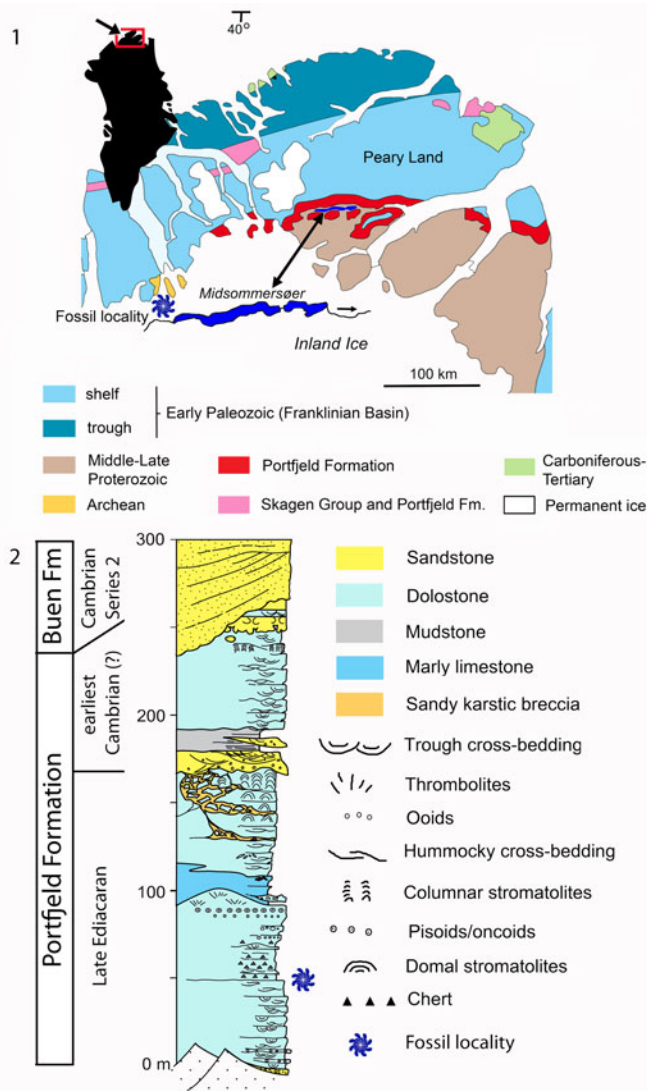 1
40°
Peary Land
Midsommersøer
Fossil locality
Inland Ice
100 km
shelf
trough
Early Paleozoic (Franklinian Basin)
Middle-Late
Proterozoic
Archean
Portfjeld Formation
Skagen Group and Portfjeld Fm.
Carboniferous-
Tertiary
Permanent ice
2
Buen Fm
Cambrian
Series 2
earliest
Cambrian (?)
Portfjeld Formation
Late Ediacaran
300
200
100
0 m
Sandstone
Dolostone
Mudstone
Marly limestone
Sandy karstic breccia
Trough cross-bedding
Thrombolites
Ooids
Hummocky cross-bedding
Columnar stromatolites
Pisoids/oncoids
Domal stromatolites
Chert
Fossil locality